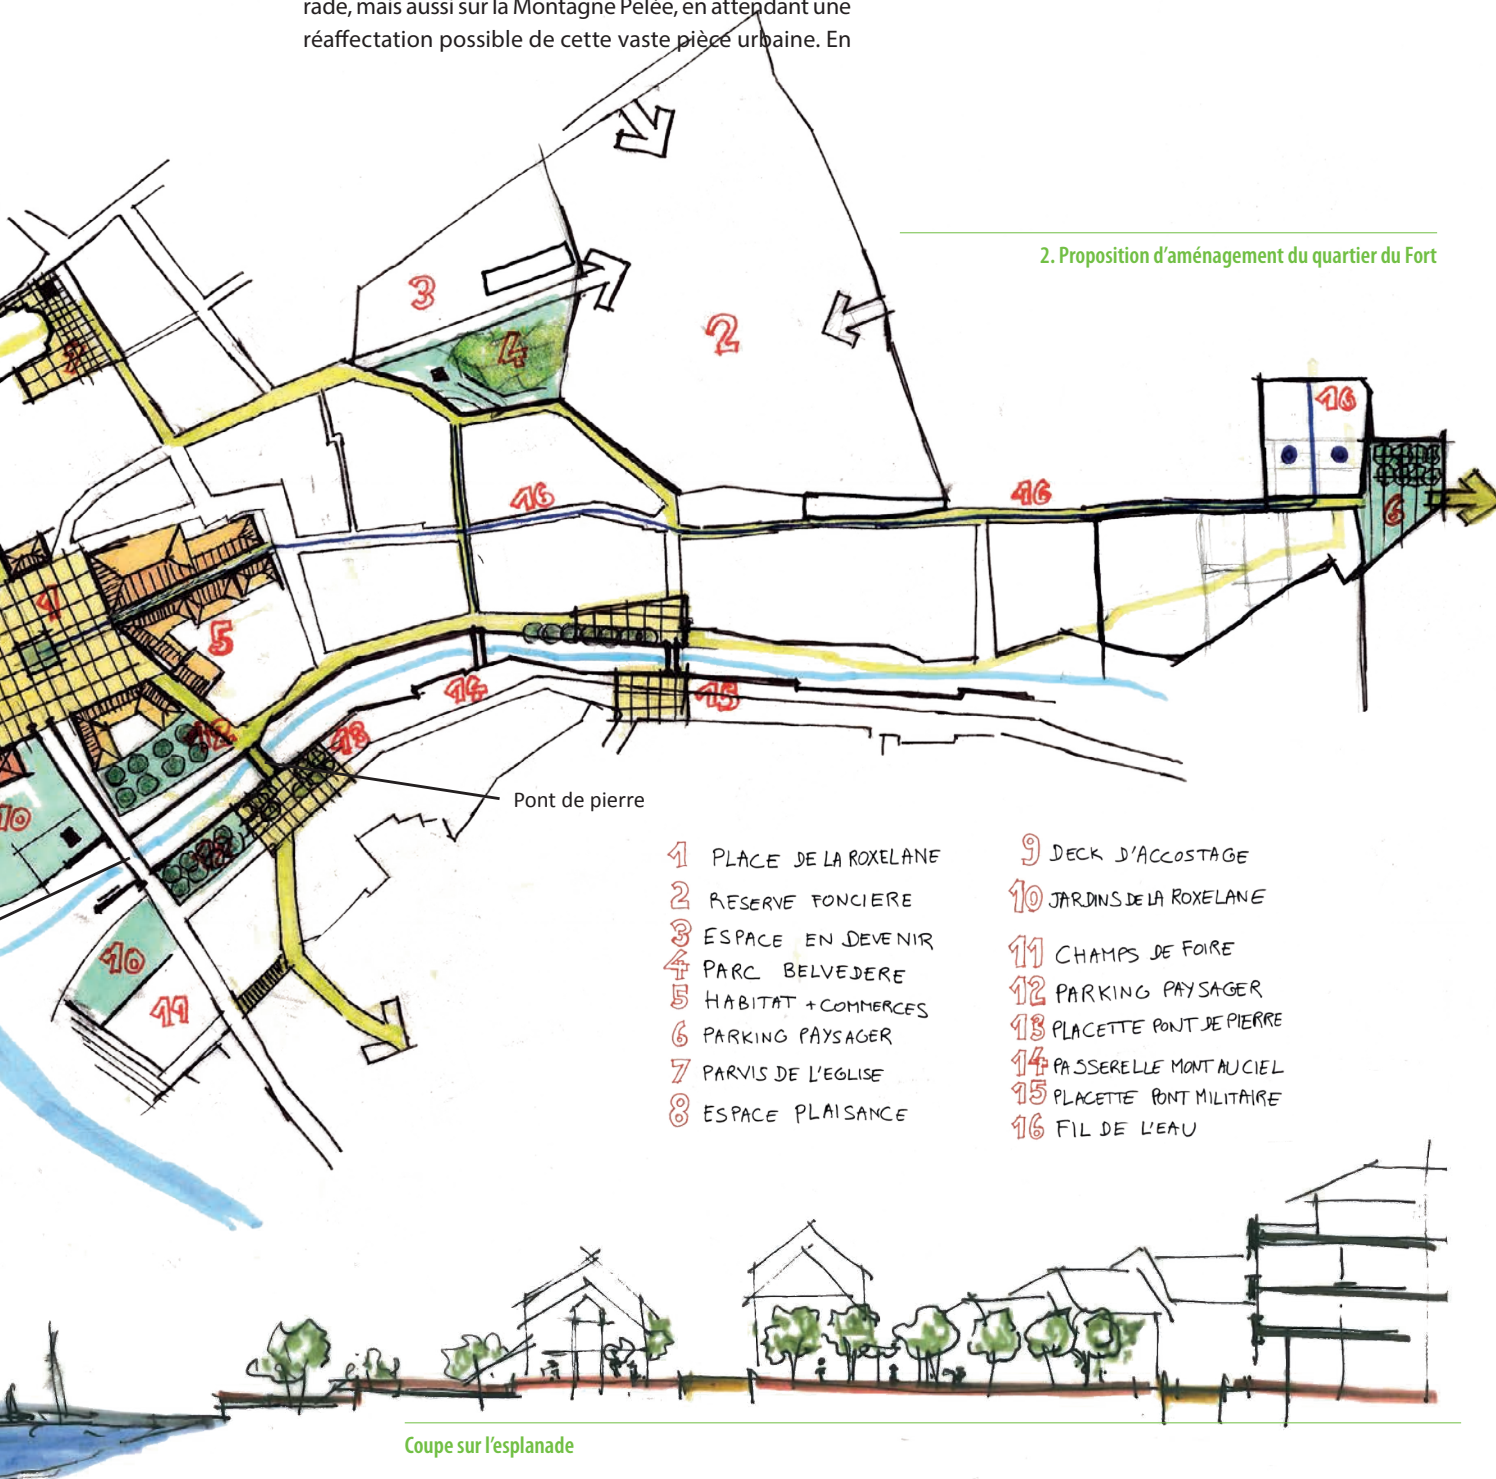 rade, mais aussi sur la Montagne Pelée, en attendant une
réaffectation possible de cette vaste pièce urbaine. En
2. Proposition d’aménagement du quartier du Fort
3
4
2
7
16
16
16
6
1
5
14
15
12
13
10
12
10
11
Pont de pierre
1 PLACE DE LA ROXELANE
2 RESERVE FONCIERE
3 ESPACE EN DEVENIR
4 PARC BELVEDERE
5 HABITAT + COMMERCES
6 PARKING PAYSAGER
7 PARVIS DE L'EGLISE
8 ESPACE PLAISANCE
9 DECK D'ACCOSTAGE
10 JARDINS DE LA ROXELANE
11 CHAMPS DE FOIRE
12 PARKING PAYSAGER
13 PLACETTE PONT DE PIERRE
14 PASSERELLE MONT AU CIEL
15 PLACETTE PONT MILITAIRE
16 FIL DE L'EAU
Coupe sur l’esplanade